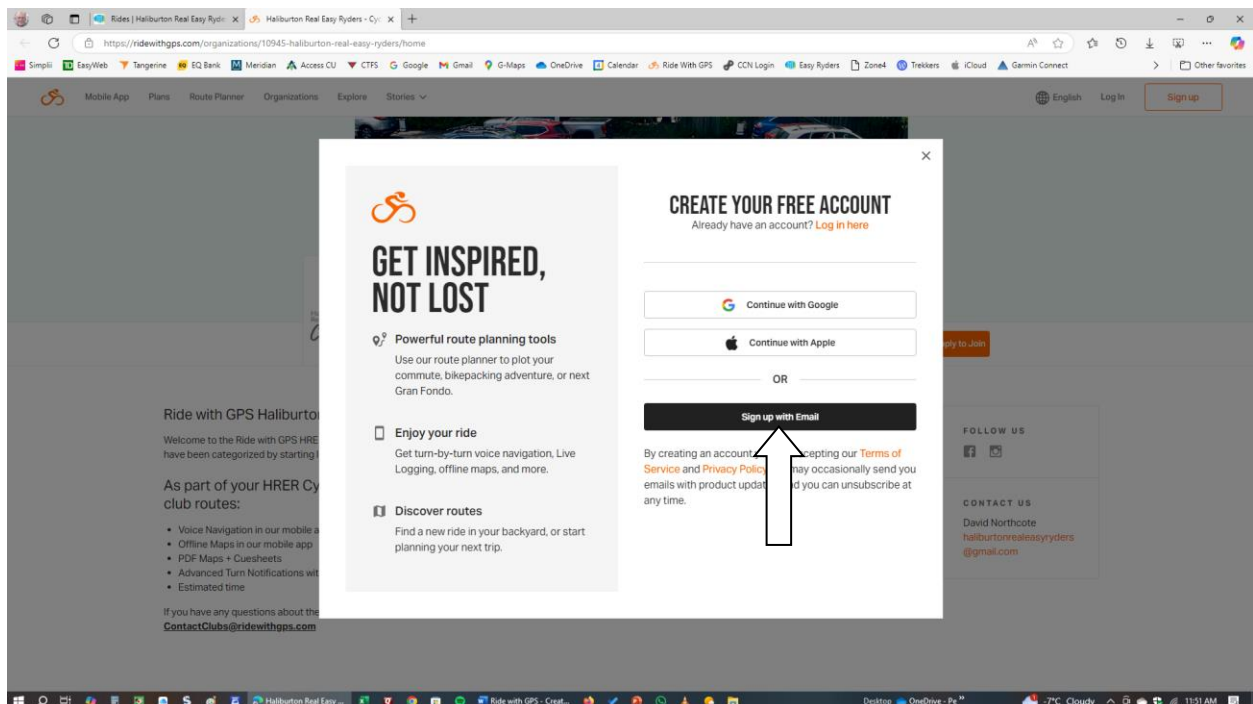 Rides | Haliburton Real Easy Ryde
Haliburton Real Easy Ryders - Cyc
https://ridewithgps.com/organizations/10945-haliburton-real-easy-ryders/home
Simplii EasyWeb Tangerine EQ Bank Meridian Access CU CTFS Google Gmail G-Maps OneDrive Calendar Ride With GPS CCN Login Easy Ryders Zone4 Trekkers iCloud Garmin Connect Other favorites
Mobile App Plans Route Planner Organizations Explore Stories English Log In Sign up
GET INSPIRED,
NOT LOST
Powerful route planning tools
Use our route planner to plot your
commute, bikepacking adventure, or next
Gran Fondo.
Enjoy your ride
Get turn-by-turn voice navigation, Live
Logging, offline maps, and more.
Discover routes
Find a new ride in your backyard, or start
planning your next trip.
CREATE YOUR FREE ACCOUNT
Already have an account? Log in here
Continue with Google
Continue with Apple
OR
Sign up with Email
By creating an account cepting our Terms of
Service and Privacy Policy may occasionally send you
emails with product updat d you can unsubscribe at
any time.
ply to Join
Ride with GPS Haliburto
Welcome to the Ride with GPS HRE
have been categorized by starting l
As part of your HRER Cy
club routes:
• Voice Navigation in our mobile a
• Offline Maps in our mobile app
• PDF Maps + Cuesheets
• Advanced Turn Notifications wit
• Estimated time
If you have any questions about the
ContactClubs@ridewithgps.com
FOLLOW US
CONTACT US
David Northcote
haliburtonrealeasyryders
@gmail.com
Haliburton Real Easy ... Ride with GPS - Creat... Desktop OneDrive - Pe -7°C Cloudy 11:51 AM